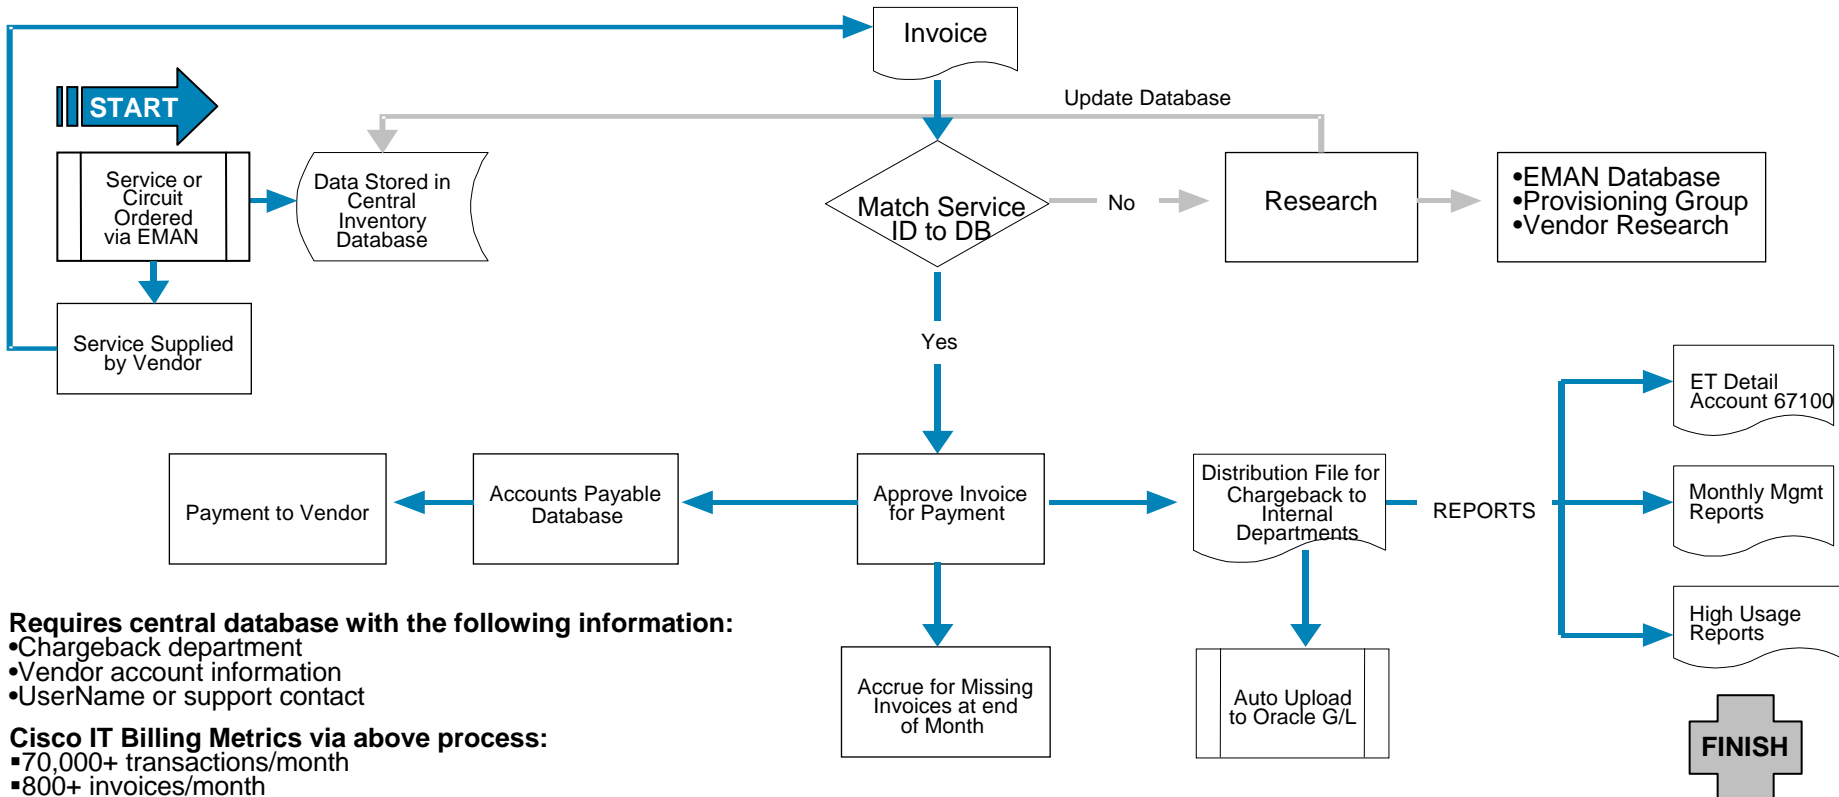 Invoice
START
Update Database
Service or
Circuit
Ordered
via EMAN
Data Stored in
Central
Inventory
Database
Match Service
ID to DB
No
Research
•EMAN Database
•Provisioning Group
•Vendor Research
Service Supplied
by Vendor
Yes
ET Detail
Account 67100
Payment to Vendor
Accounts Payable
Database
Approve Invoice
for Payment
Distribution File for
Chargeback to
Internal
Departments
REPORTS
Monthly Mgmt
Reports
High Usage
Reports
Requires central database with the following information:
•Chargeback department
•Vendor account information
•UserName or support contact
Accrue for Missing
Invoices at end
of Month
Auto Upload
to Oracle G/L
Cisco IT Billing Metrics via above process:
▪70,000+ transactions/month
▪800+ invoices/month
FINISH